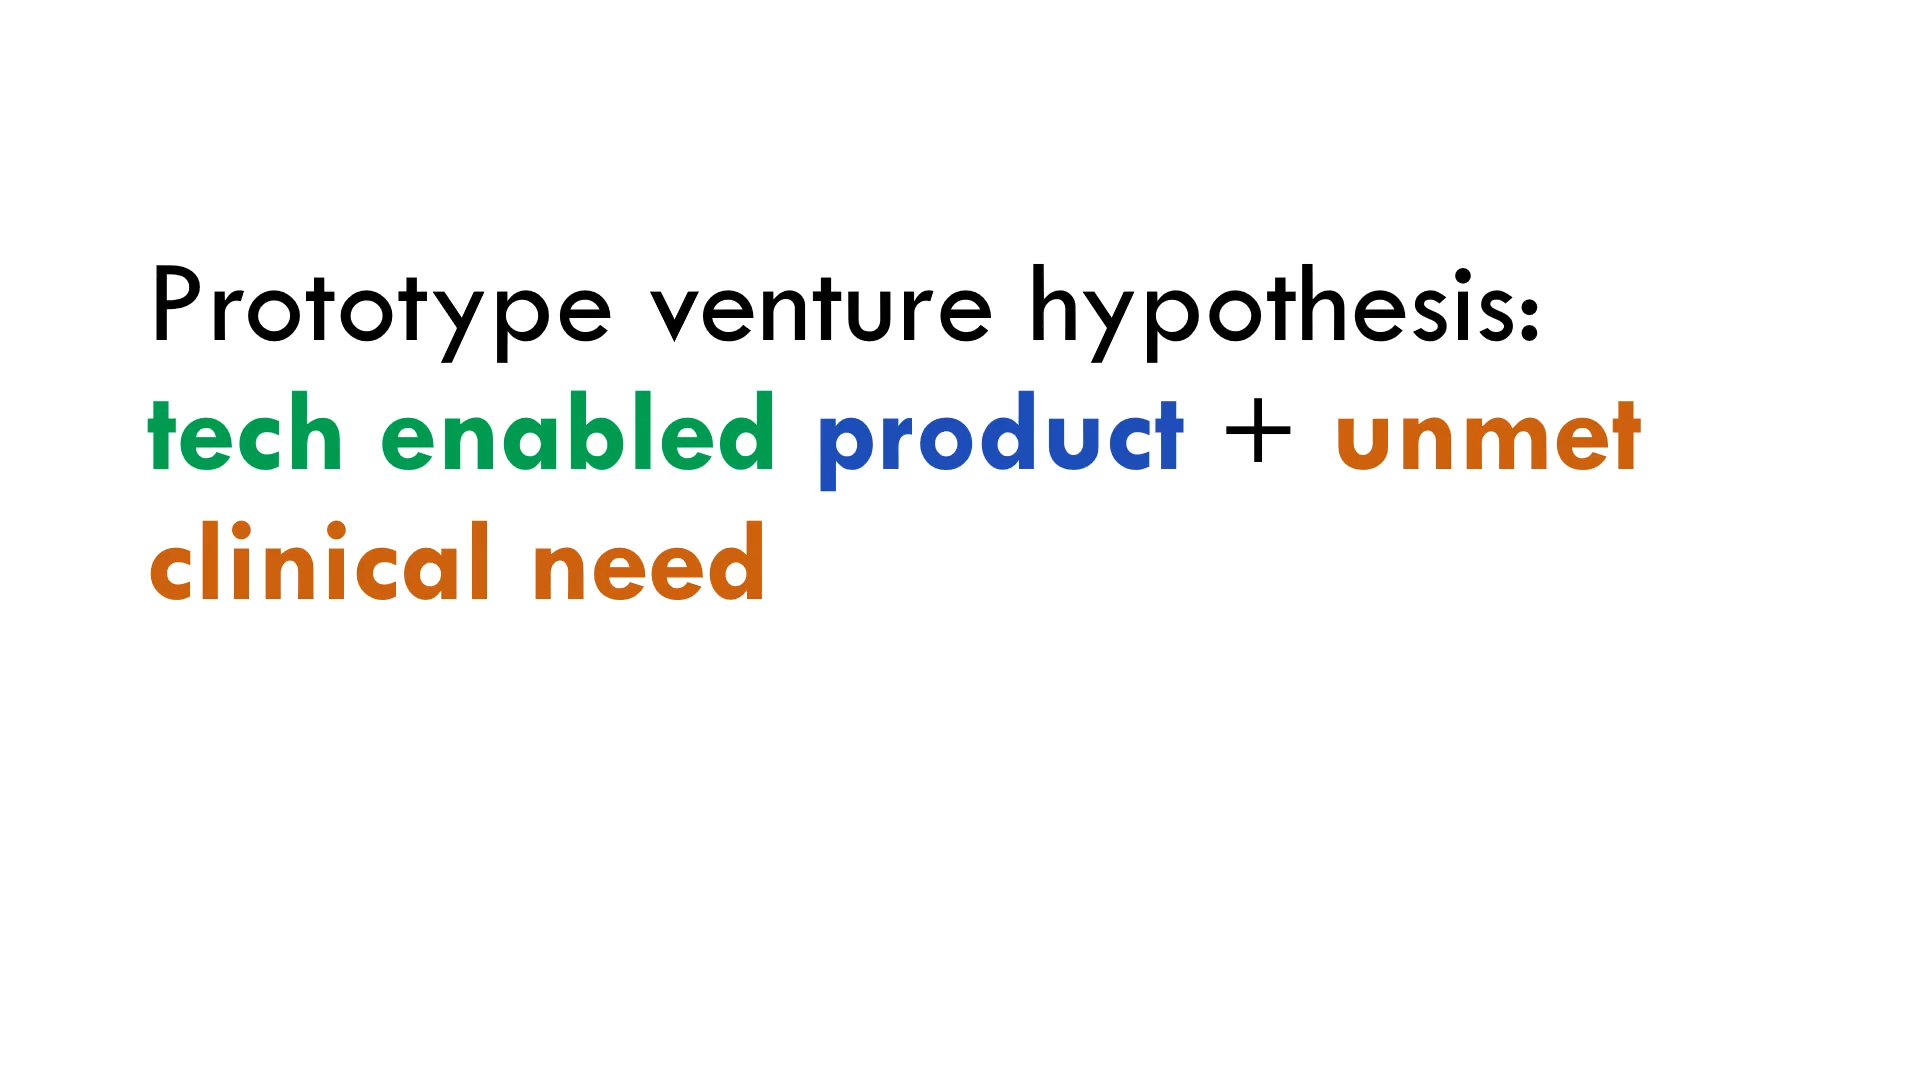 Prototype venture hypothesis:
tech enabled product + unmet
clinical need